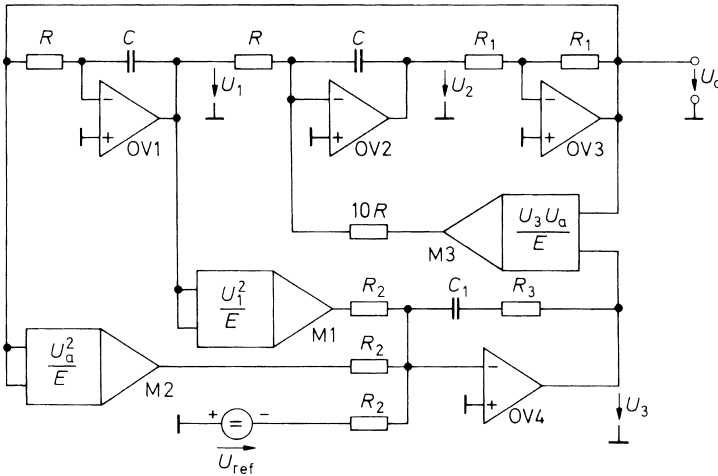 R C R C R₁ R₁
U₁ U₂ Uₐ
− − −
+ + +
OV1 OV2 OV3
10R
U₃Uₐ
E
M3
U₁²
E
M1
R₂ C₁ R₃
Uₐ²
E
M2
R₂
−
+
OV4
U₃
+ = − R₂
U_ref